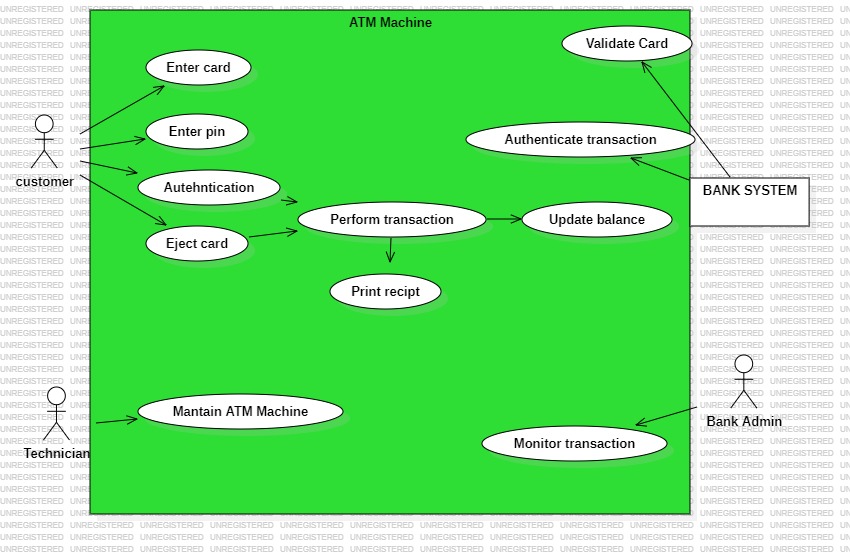 ATM Machine
Enter card
Validate Card
Enter pin
Authenticate transaction
customer
Autehntication
BANK SYSTEM
Perform transaction
Update balance
Eject card
Print recipt
Mantain ATM Machine
Bank Admin
Monitor transaction
Technician
UNREGISTERED